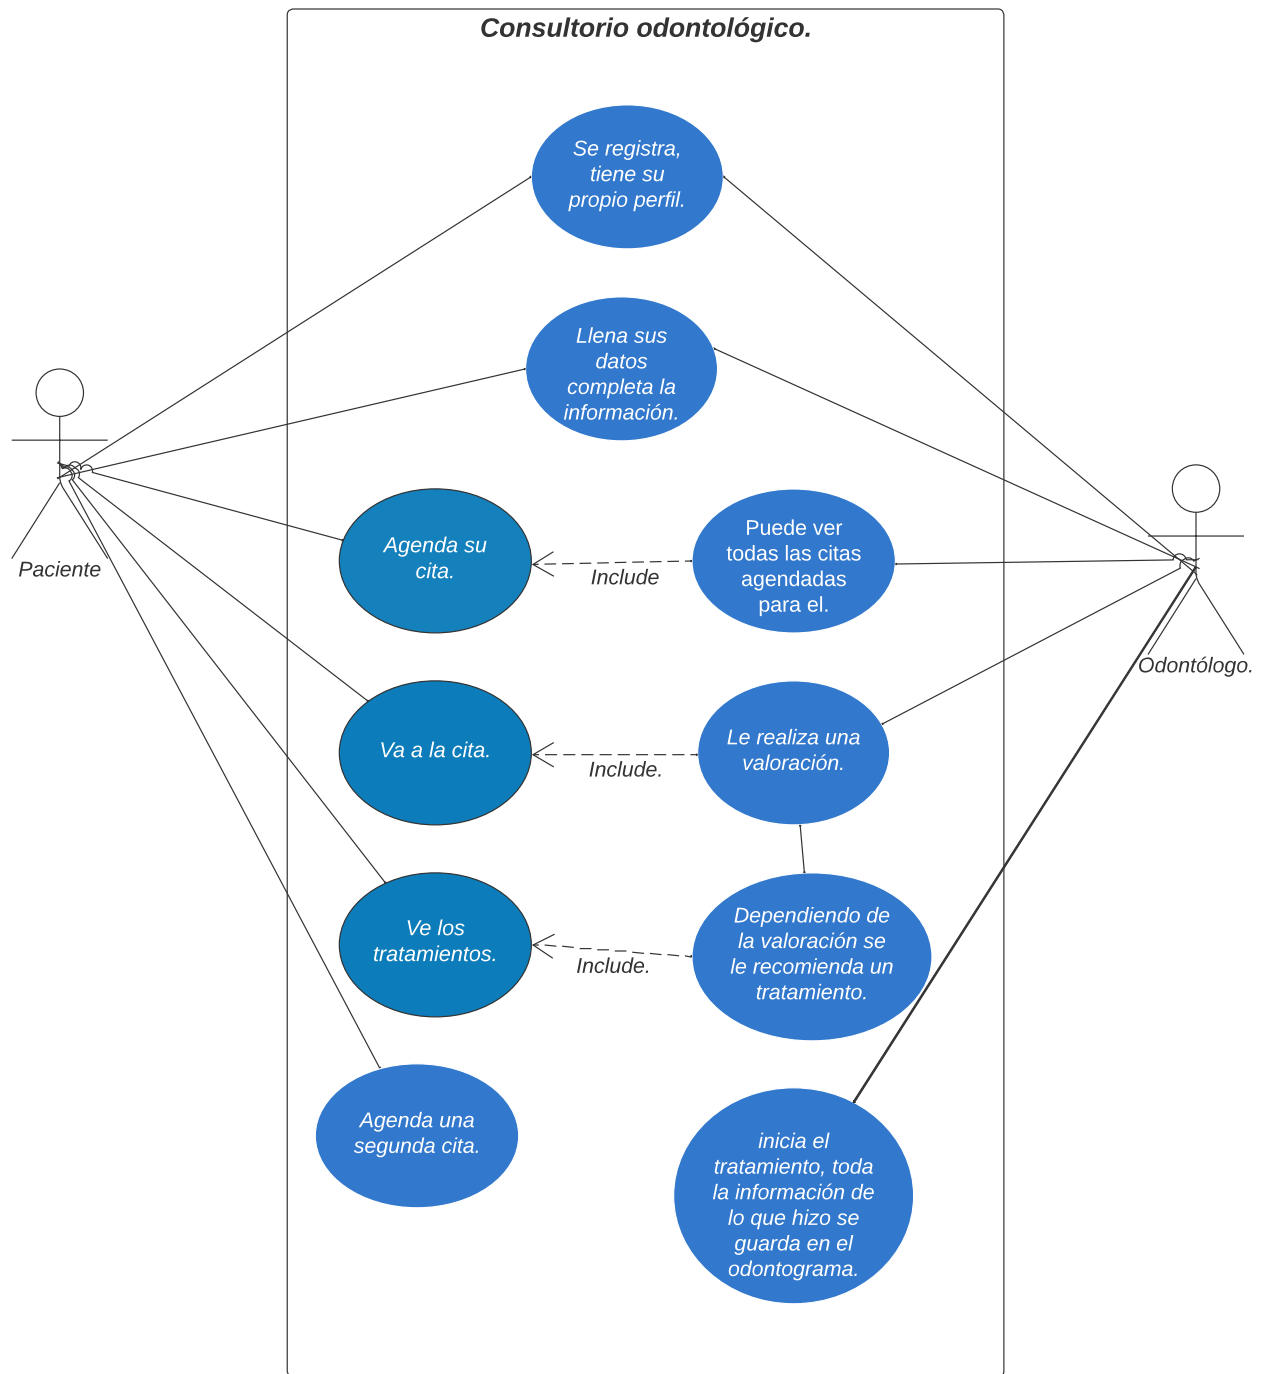 Consultorio odontológico.
Se registra,
tiene su
propio perfil.
Llena sus
datos
completa la
información.
Paciente
Agenda su
cita.
Include
Puede ver
todas las citas
agendadas
para el.
Odontólogo.
Va a la cita.
Include.
Le realiza una
valoración.
Ve los
tratamientos.
Include.
Dependiendo de
la valoración se
le recomienda un
tratamiento.
Agenda una
segunda cita.
inicia el
tratamiento, toda
la información de
lo que hizo se
guarda en el
odontograma.